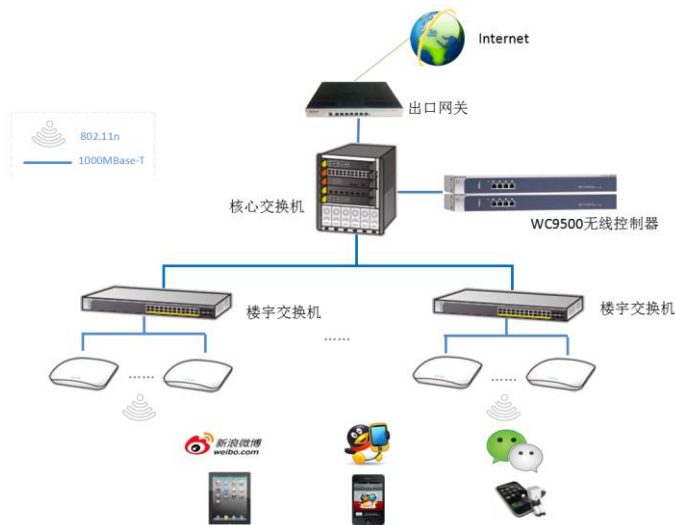 Internet
出口网关
802.11n
1000MBase-T
核心交换机
WC9500无线控制器
楼宇交换机
楼宇交换机
......
......
......
新浪微博
weibo.com